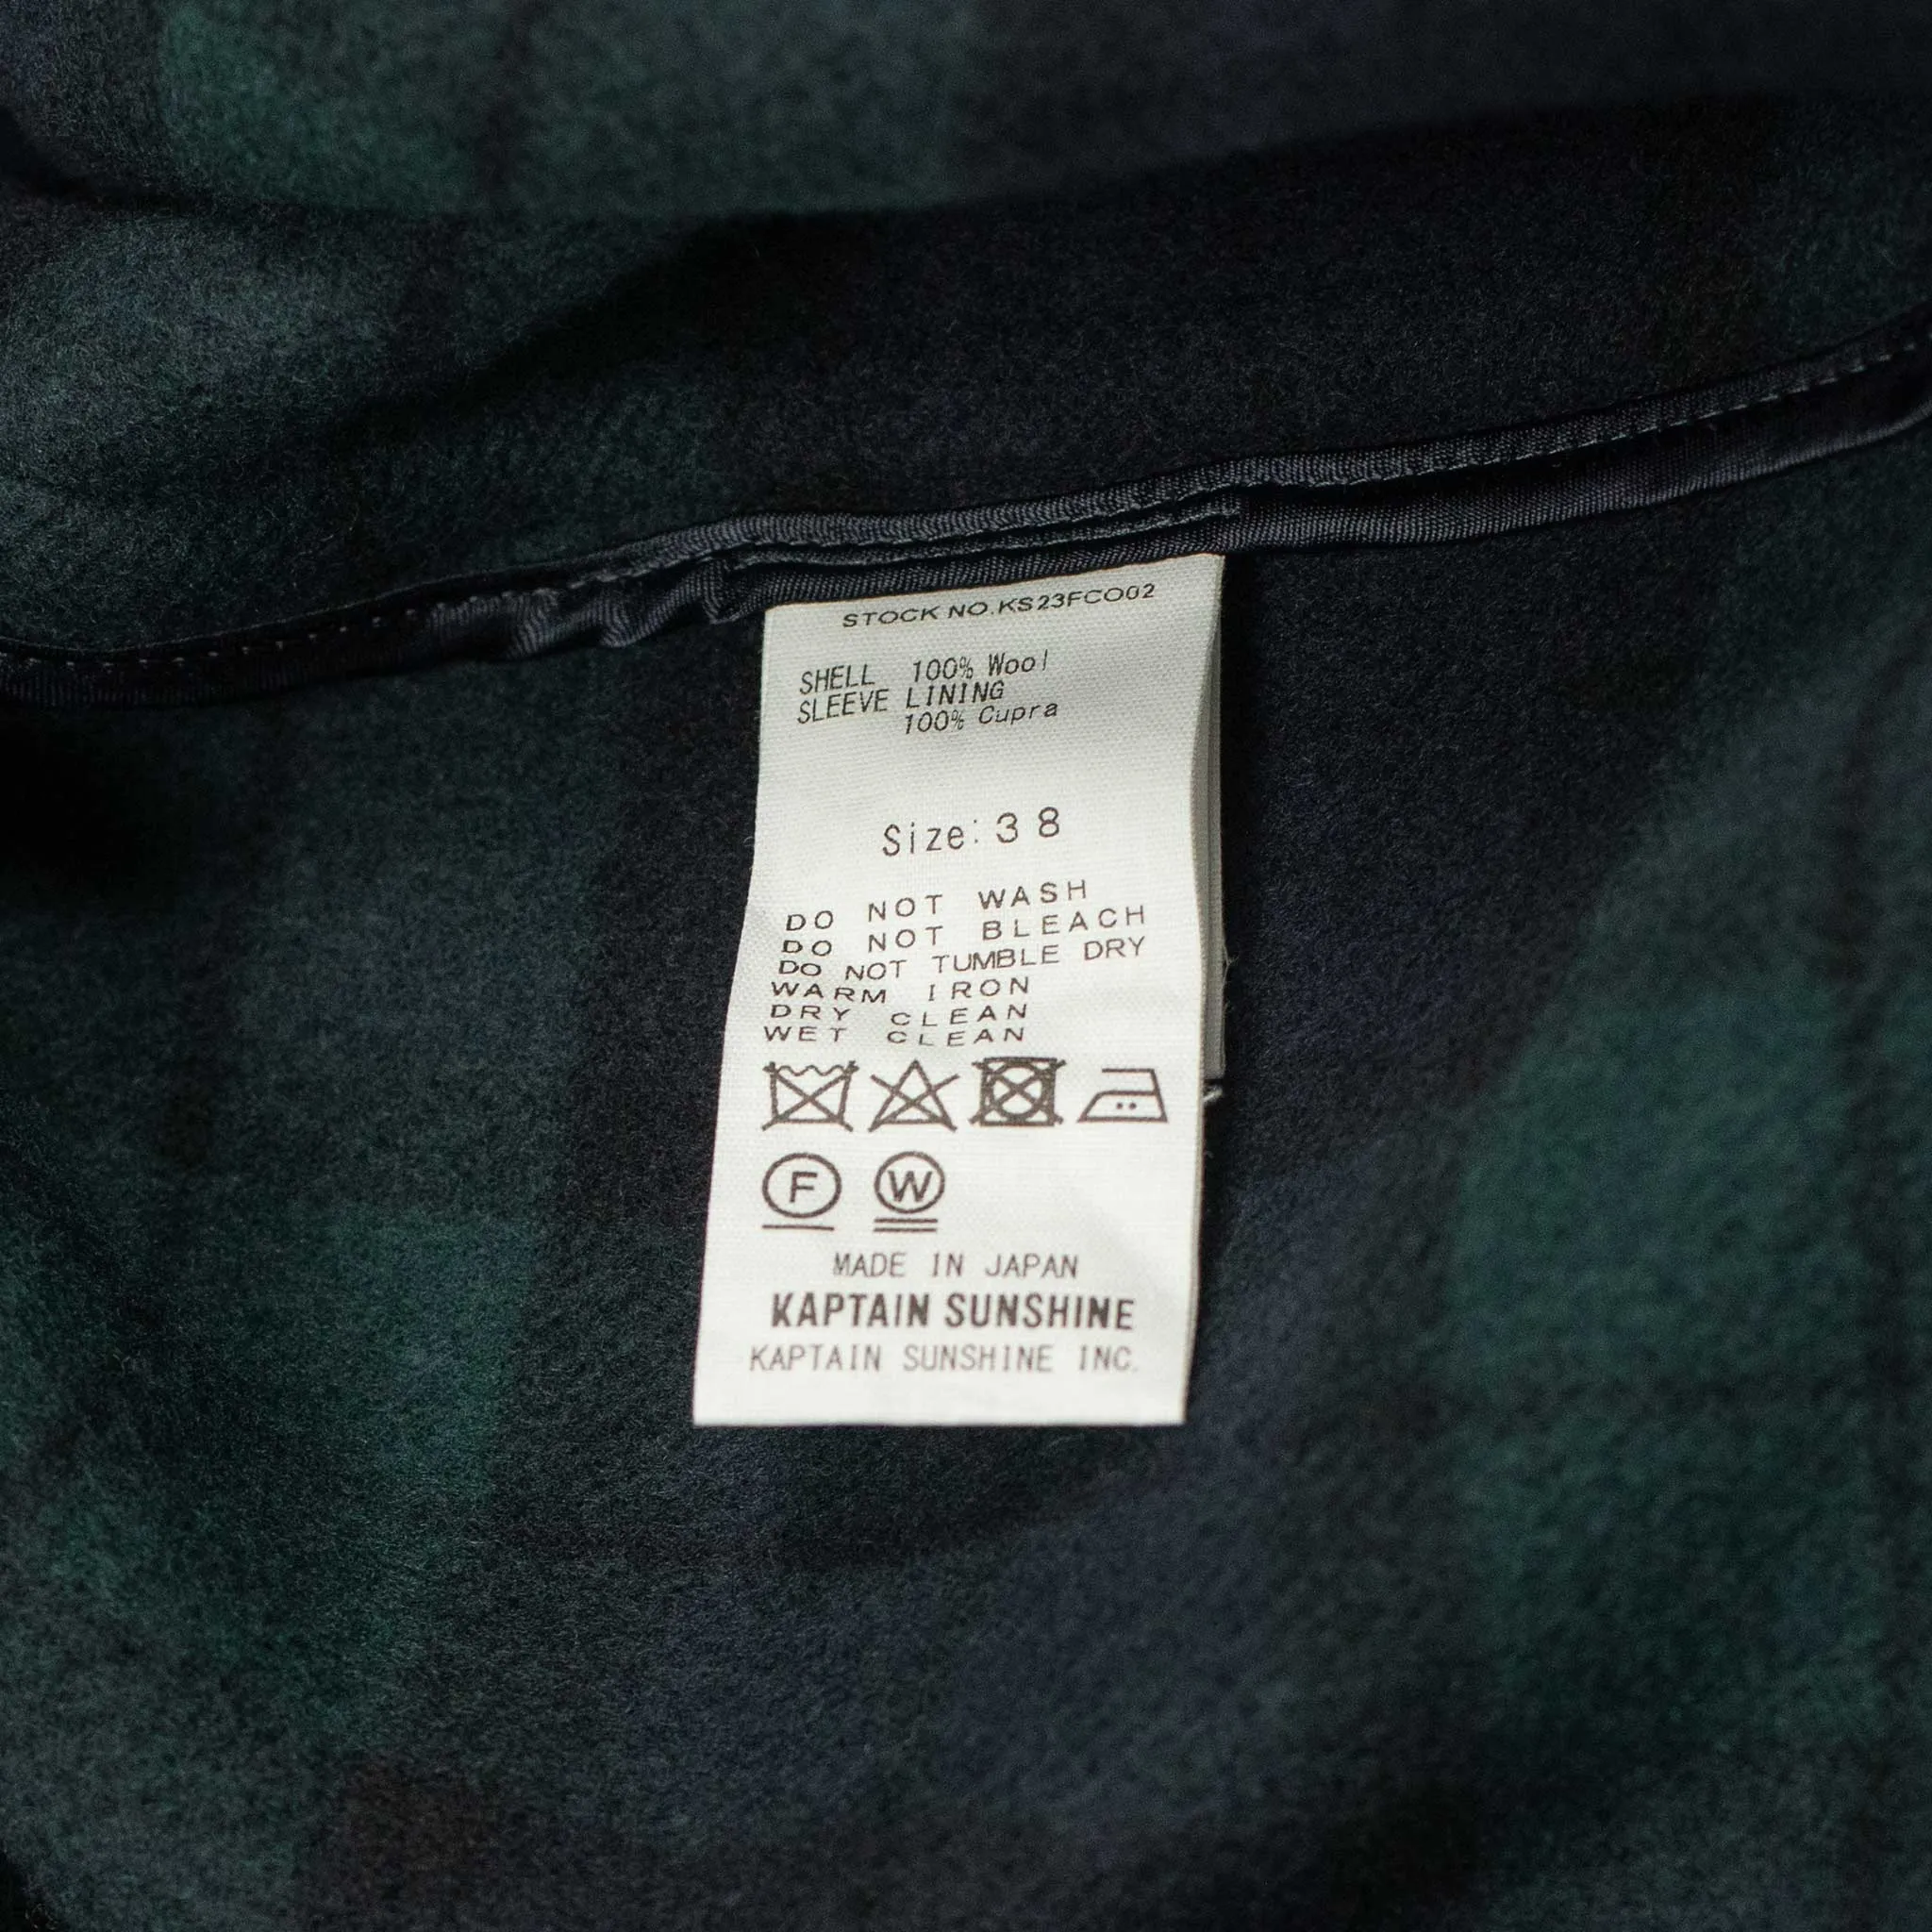 STOCK NO.KS23FCO02
SHELL 100% Wool
SLEEVE LINING
100% Cupra
Size:38
DO NOT WASH
DO NOT BLEACH
DO NOT TUMBLE DRY
WARM IRON
DRY CLEAN
WET CLEAN
F W
MADE IN JAPAN
KAPTAIN SUNSHINE
KAPTAIN SUNSHINE INC.